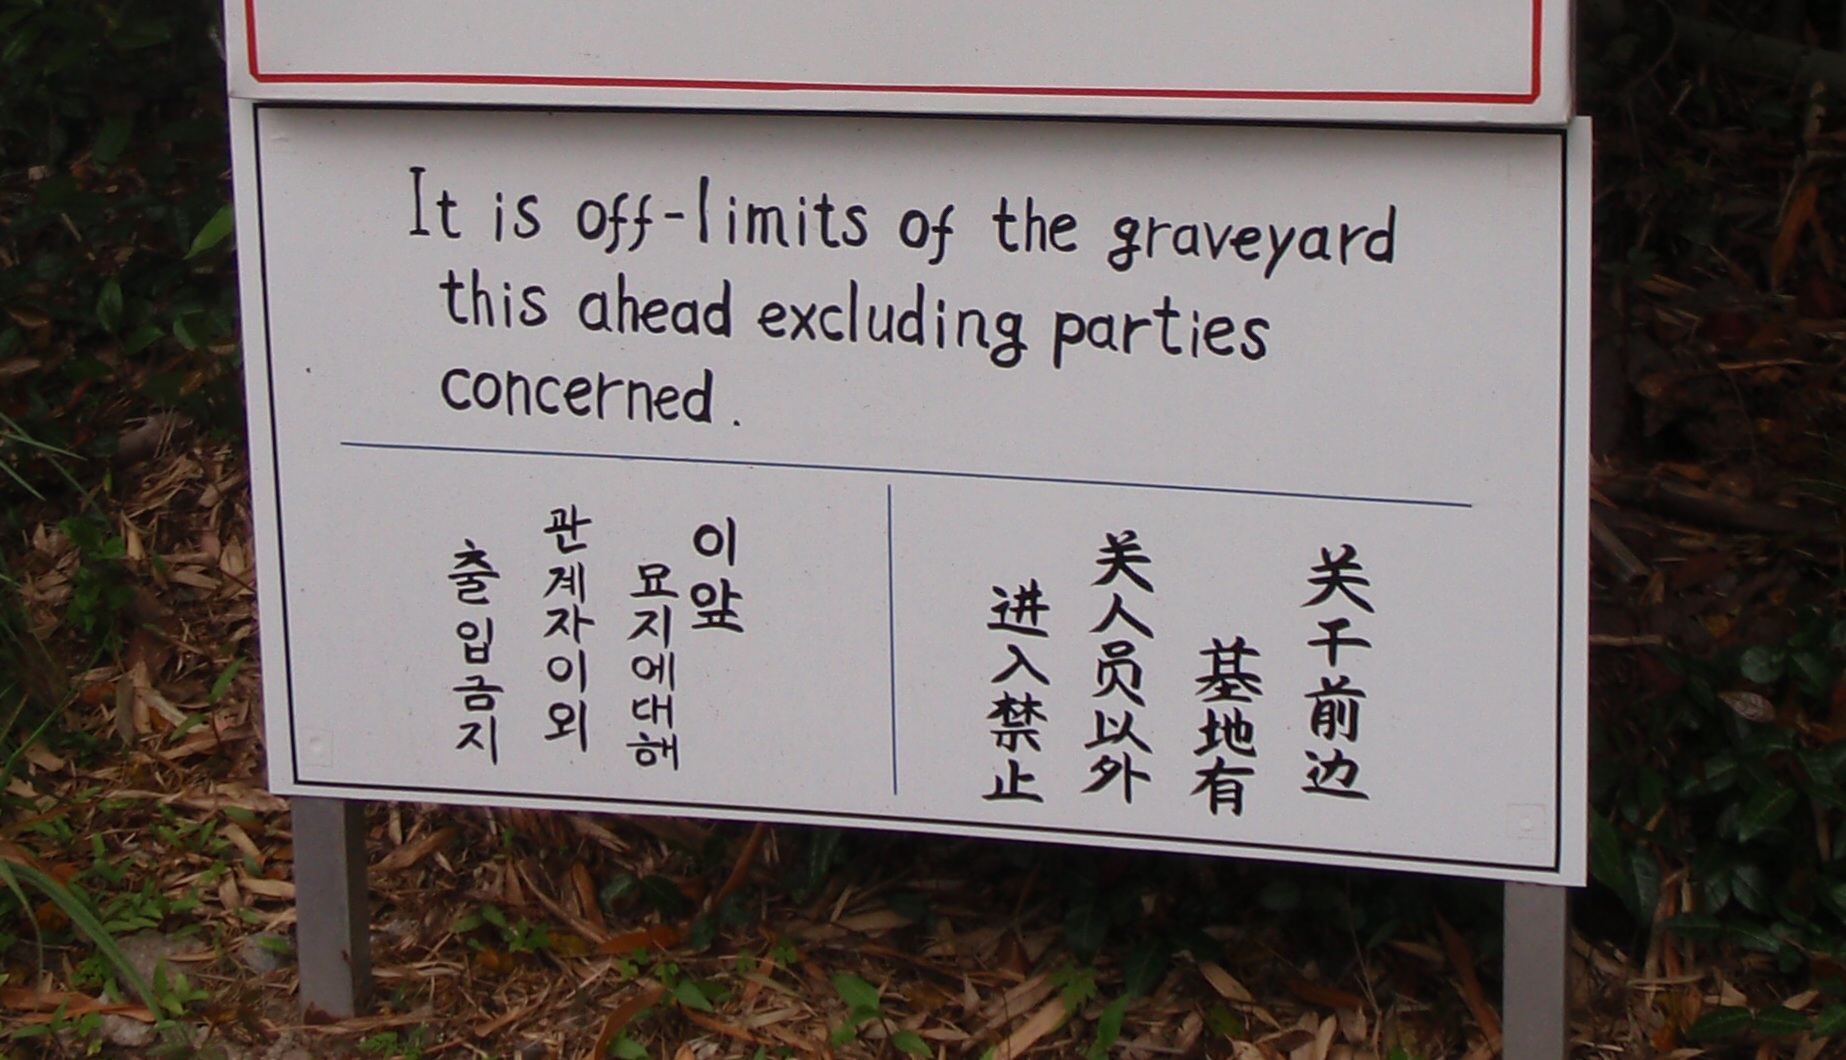 It is off-limits of the graveyard
this ahead excluding parties
concerned.
이앞
묘지에대해
관계자이외
출입금지
关干前边
基地有
关人员以外
进入禁止